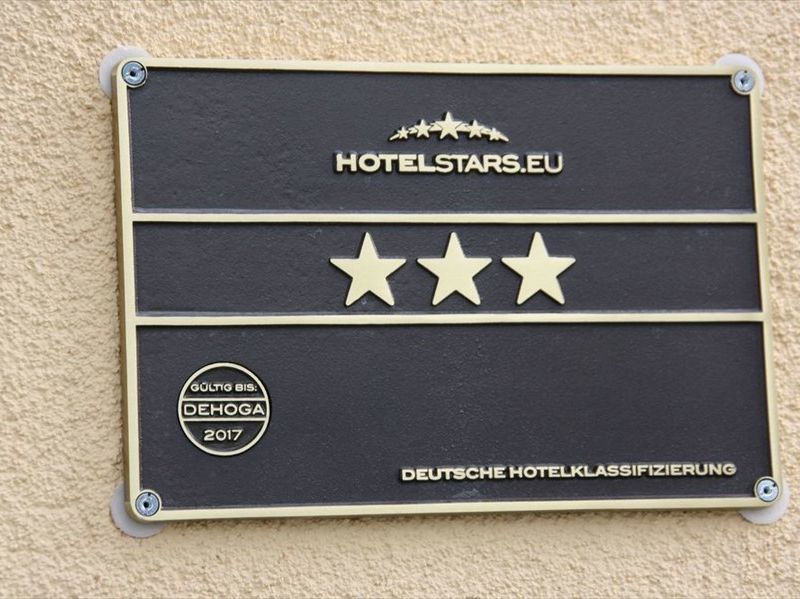 HOTELSTARS.EU
GÜLTIG BIS:
DEHOGA
2017
DEUTSCHE HOTELKLASSIFIZIERUNG